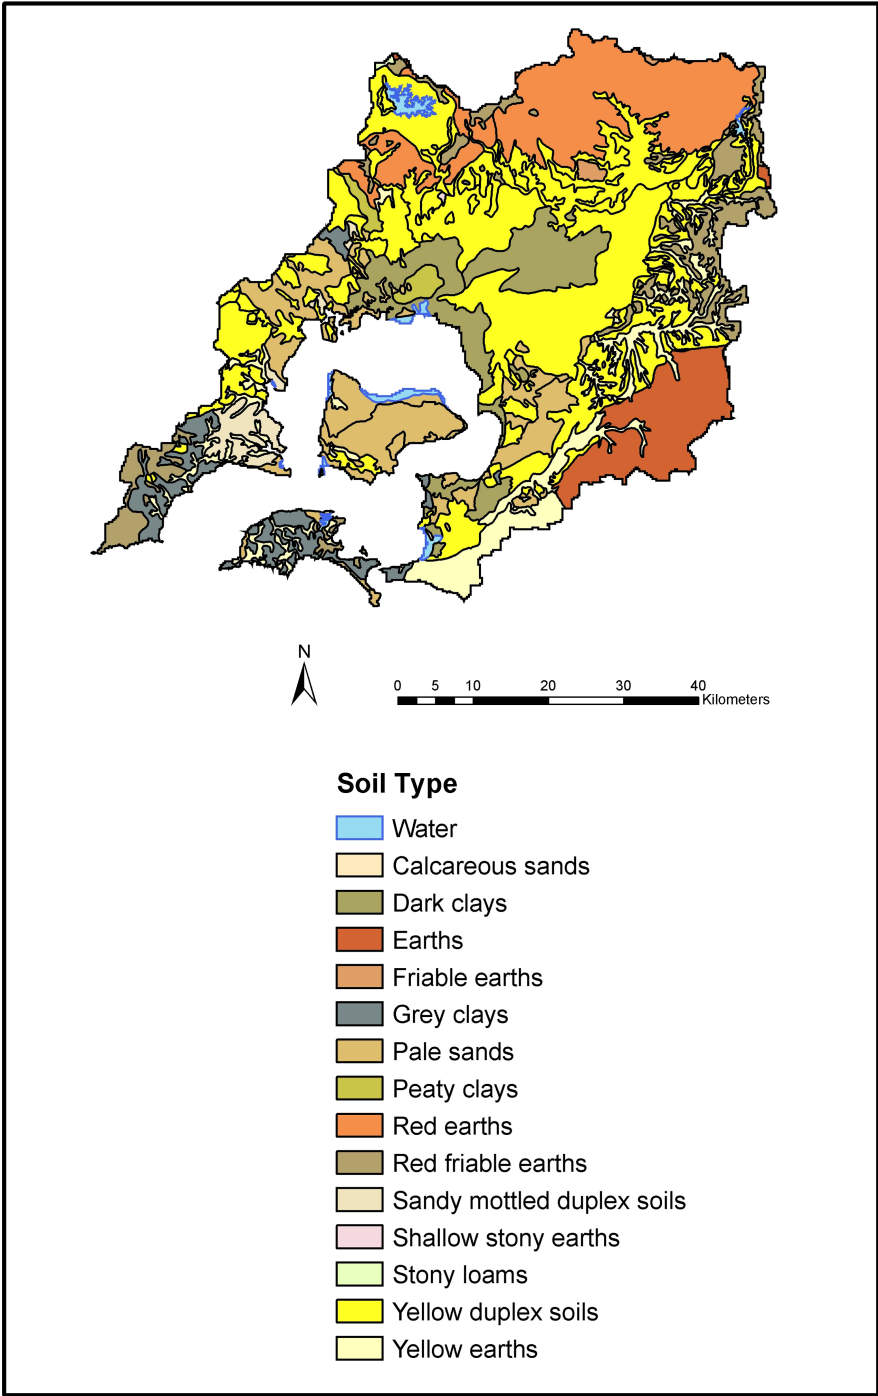 N
0 5 10 20 30 40
Kilometers
Soil Type
Water
Calcareous sands
Dark clays
Earths
Friable earths
Grey clays
Pale sands
Peaty clays
Red earths
Red friable earths
Sandy mottled duplex soils
Shallow stony earths
Stony loams
Yellow duplex soils
Yellow earths